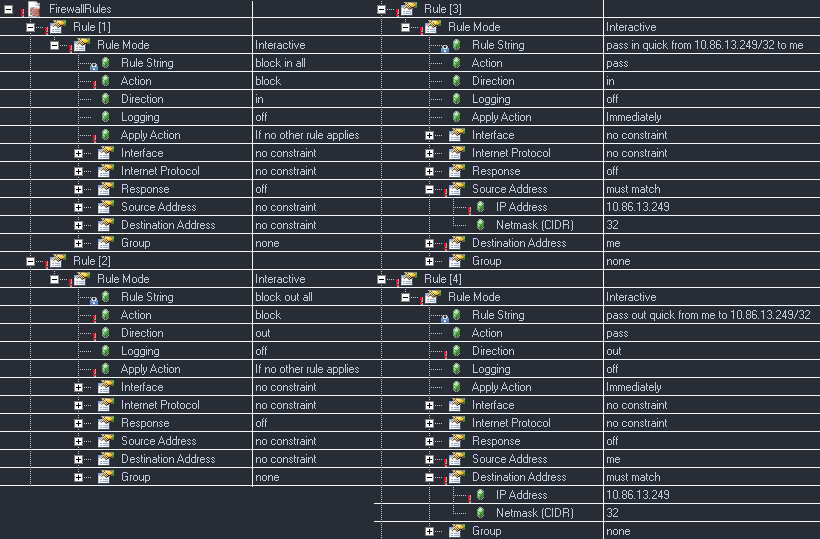 FirewallRules
Rule [1]
Rule Mode Interactive
Rule String block in all
Action block
Direction in
Logging off
Apply Action If no other rule applies
Interface no constraint
Internet Protocol no constraint
Response off
Source Address no constraint
Destination Address no constraint
Group none
Rule [2]
Rule Mode Interactive
Rule String block out all
Action block
Direction out
Logging off
Apply Action If no other rule applies
Interface no constraint
Internet Protocol no constraint
Response off
Source Address no constraint
Destination Address no constraint
Group none
Rule [3]
Rule Mode Interactive
Rule String pass in quick from 10.86.13.249/32 to me
Action pass
Direction in
Logging off
Apply Action Immediately
Interface no constraint
Internet Protocol no constraint
Response off
Source Address must match
IP Address 10.86.13.249
Netmask (CIDR) 32
Destination Address me
Group none
Rule [4]
Rule Mode Interactive
Rule String pass out quick from me to 10.86.13.249/32
Action pass
Direction out
Logging off
Apply Action Immediately
Interface no constraint
Internet Protocol no constraint
Response off
Source Address me
Destination Address must match
IP Address 10.86.13.249
Netmask (CIDR) 32
Group none